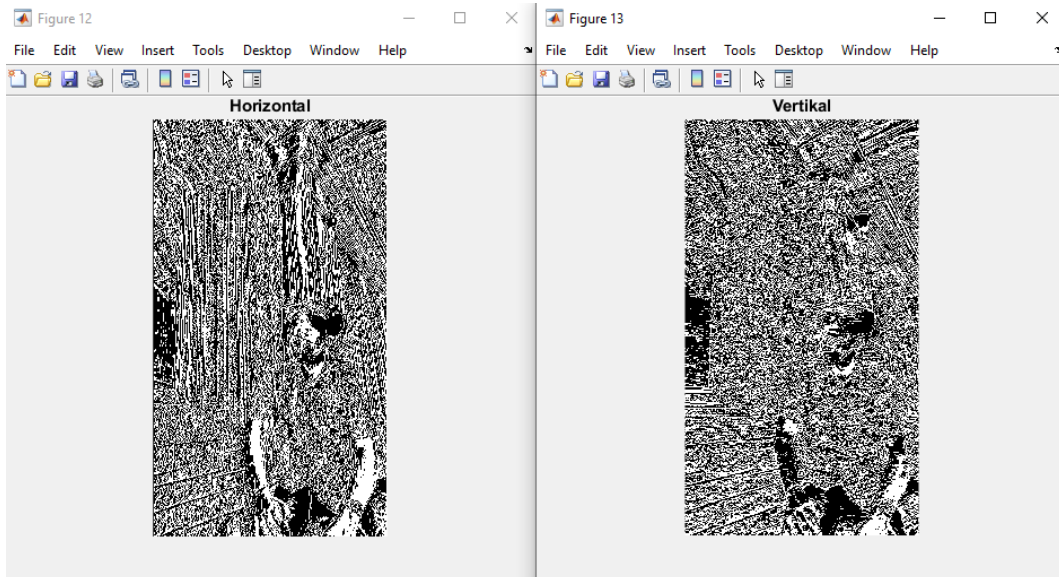 Figure 12
File Edit View Insert Tools Desktop Window Help
Horizontal
Figure 13
File Edit View Insert Tools Desktop Window Help
Vertikal